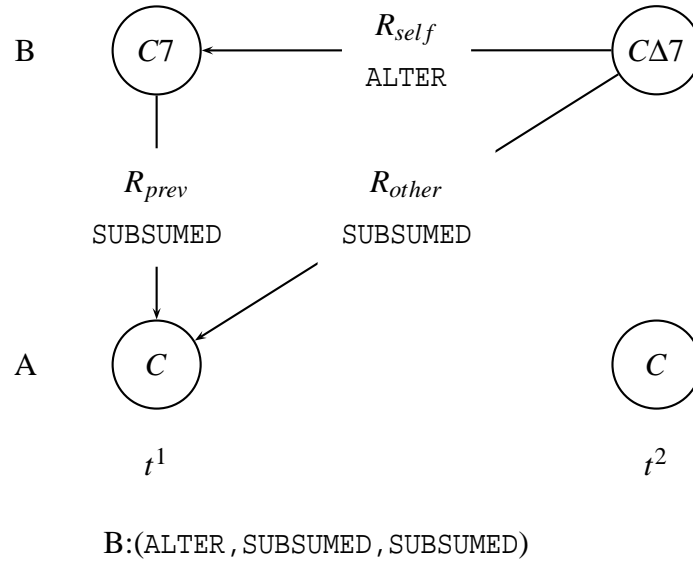 B C7 R_self CΔ7
ALTER
R_prev R_other
SUBSUMED SUBSUMED
A C C
t^1 t^2
B:(ALTER,SUBSUMED,SUBSUMED)